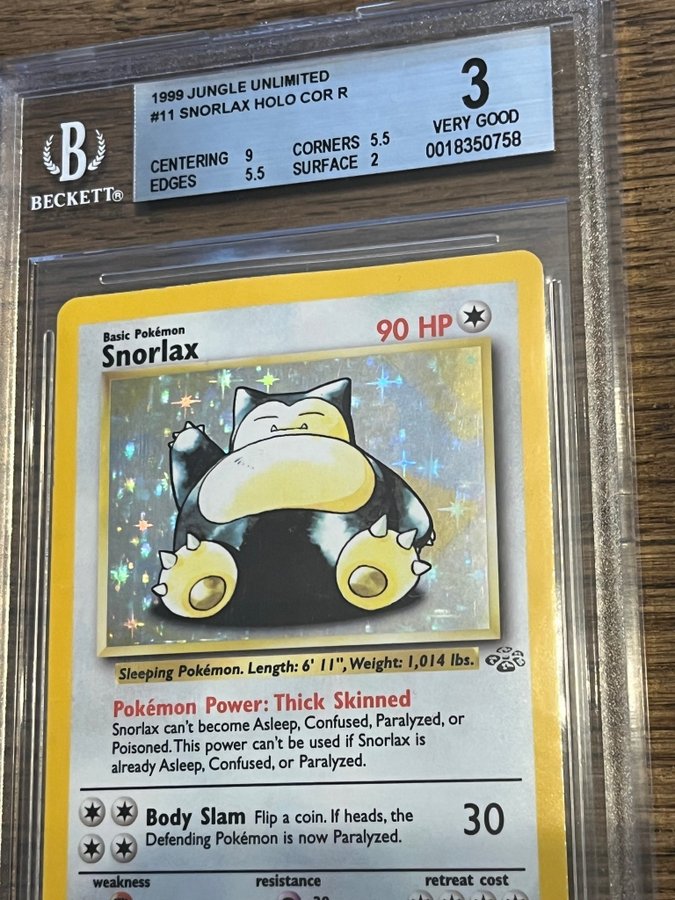 1999 JUNGLE UNLIMITED
#11 SNORLAX HOLO COR R
3
VERY GOOD
0018350758
CENTERING 9
CORNERS 5.5
EDGES 5.5
SURFACE 2
B
BECKETT®
Basic Pokémon
Snorlax
90 HP
Sleeping Pokémon. Length: 6' 11", Weight: 1,014 lbs.
Pokémon Power: Thick Skinned
Snorlax can't become Asleep, Confused, Paralyzed, or
Poisoned. This power can't be used if Snorlax is
already Asleep, Confused, or Paralyzed.
Body Slam Flip a coin. If heads, the
Defending Pokémon is now Paralyzed.
30
weakness
resistance
retreat cost